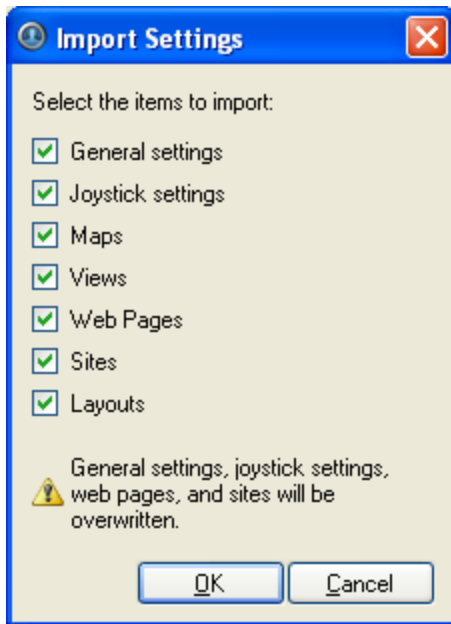 Import Settings
Select the items to import:
General settings
Joystick settings
Maps
Views
Web Pages
Sites
Layouts
General settings, joystick settings,
web pages, and sites will be
overwritten.
OK Cancel